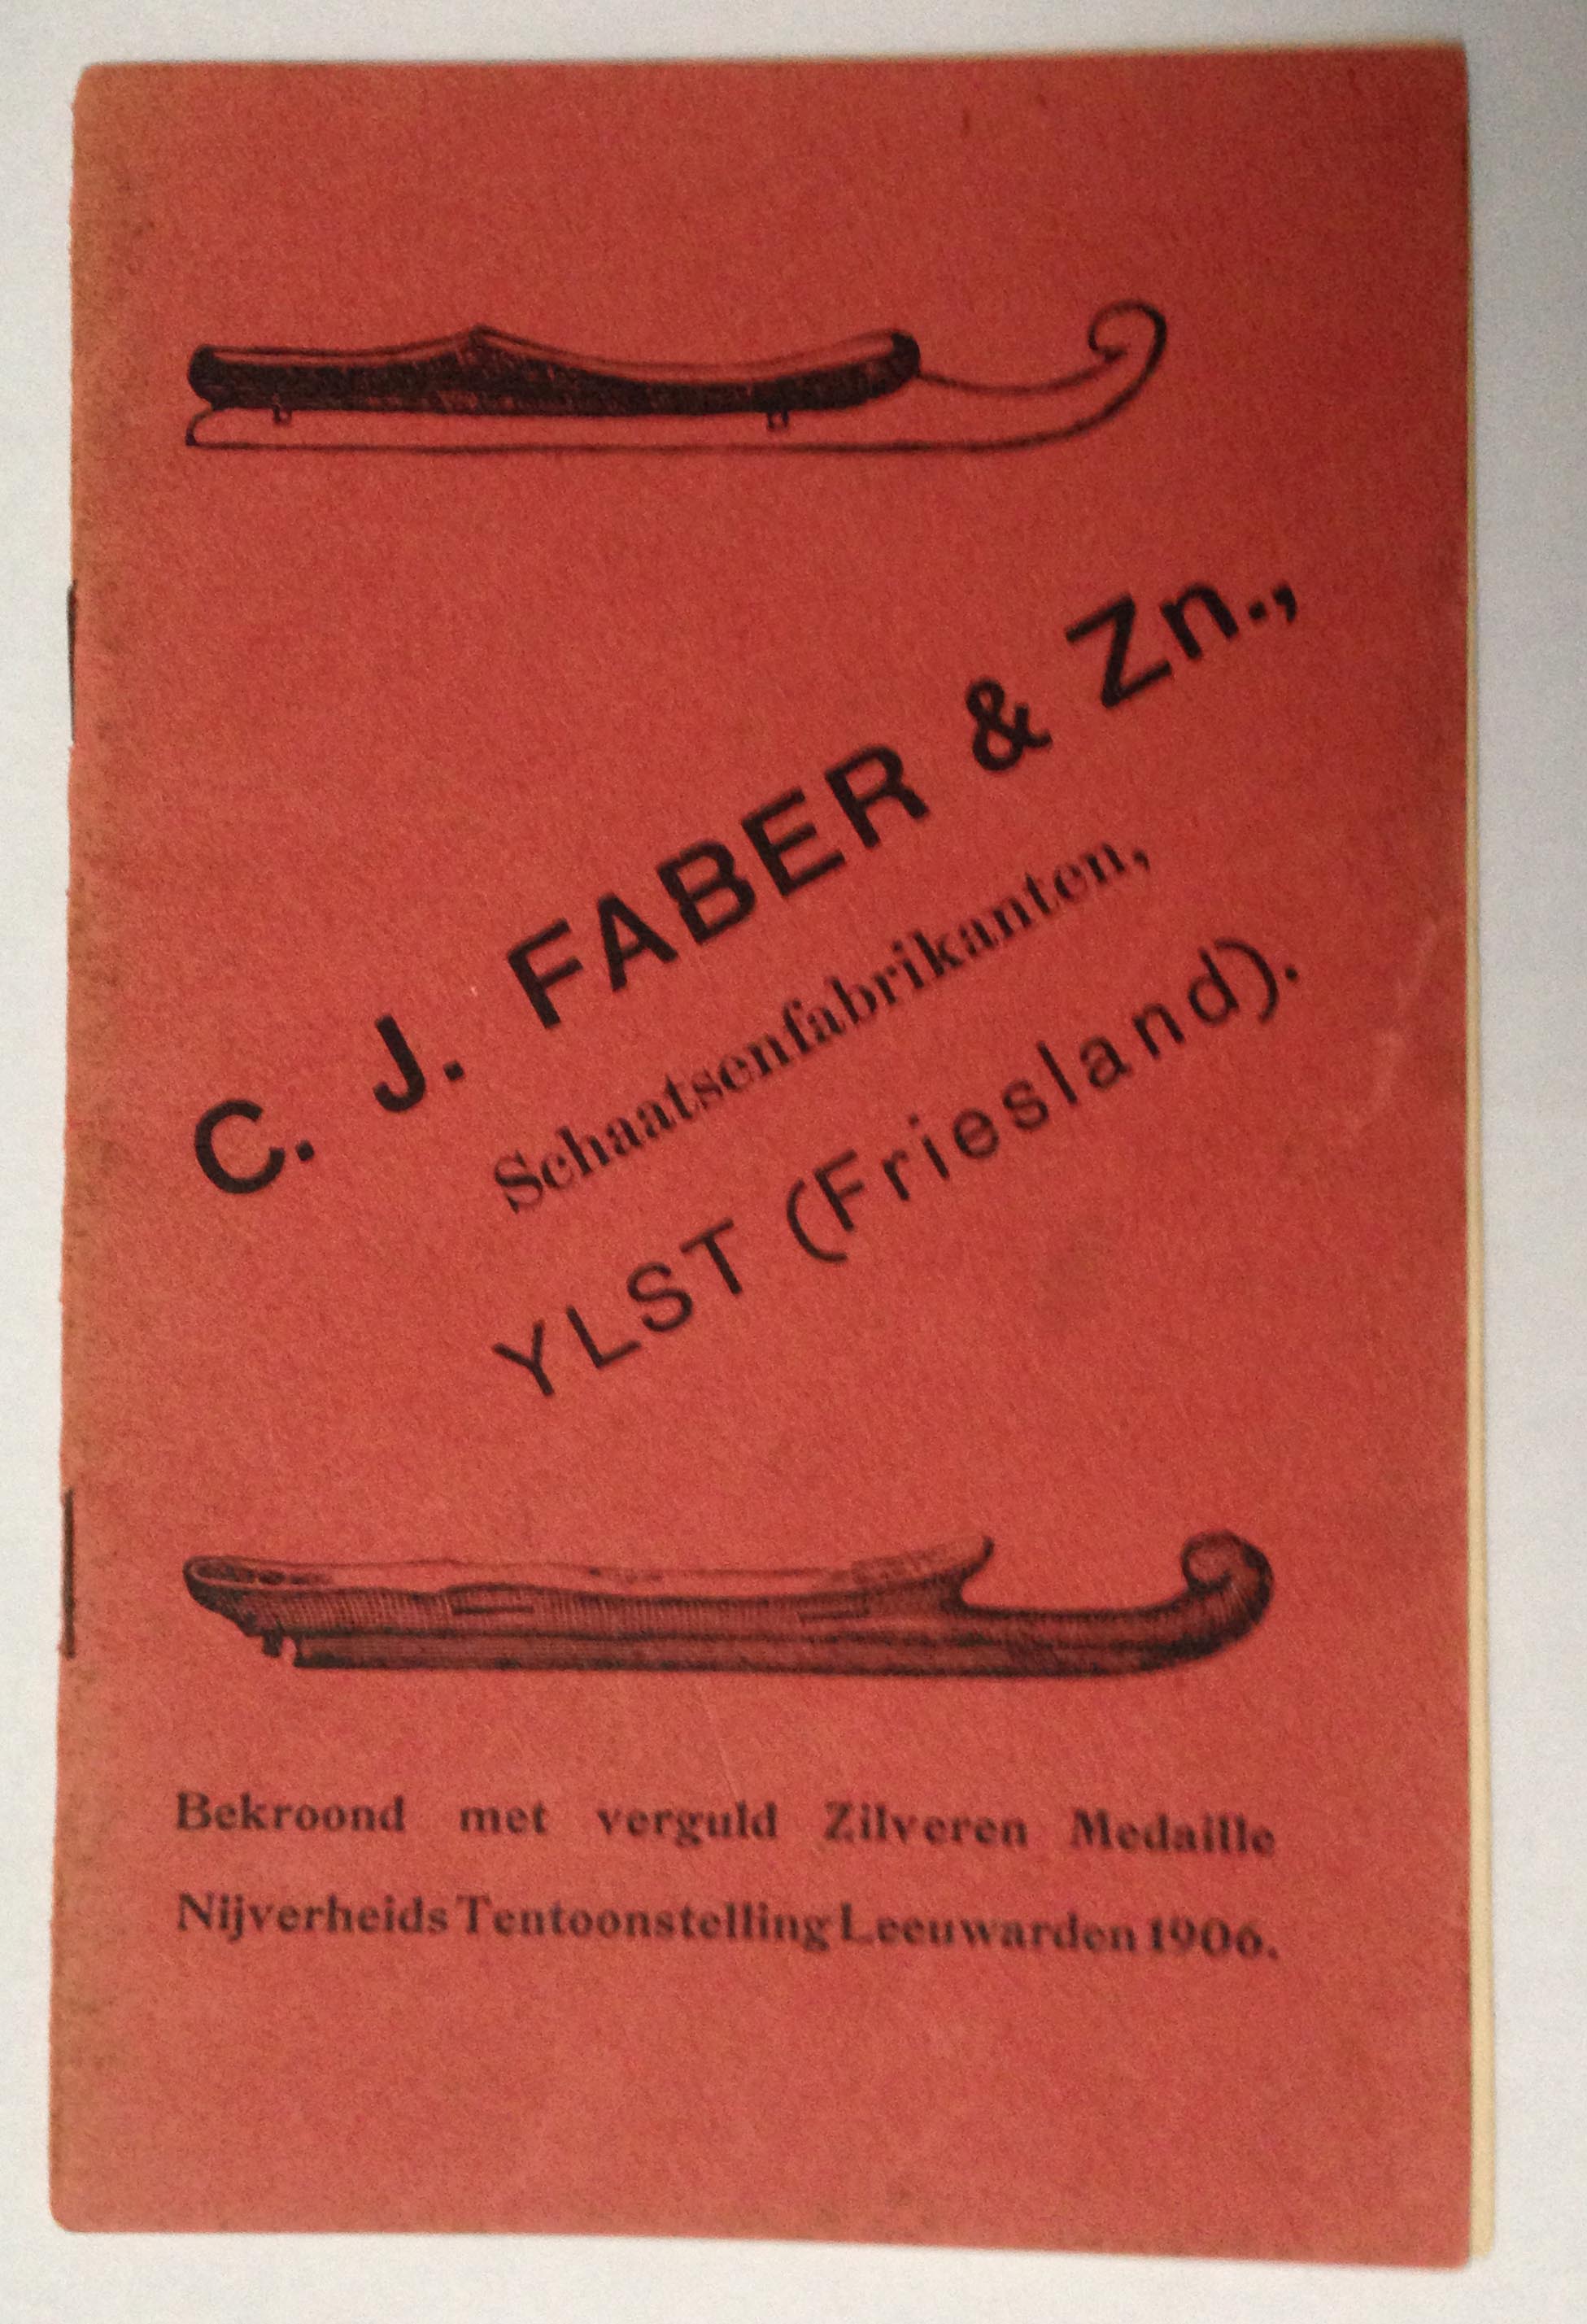 C. J. FABER & Zn.,
Schaatsenfabrikanten,
YLST (Friesland).
Bekroond met verguld Zilveren Medaille
Nijverheids Tentoonstelling Leeuwarden 1906.